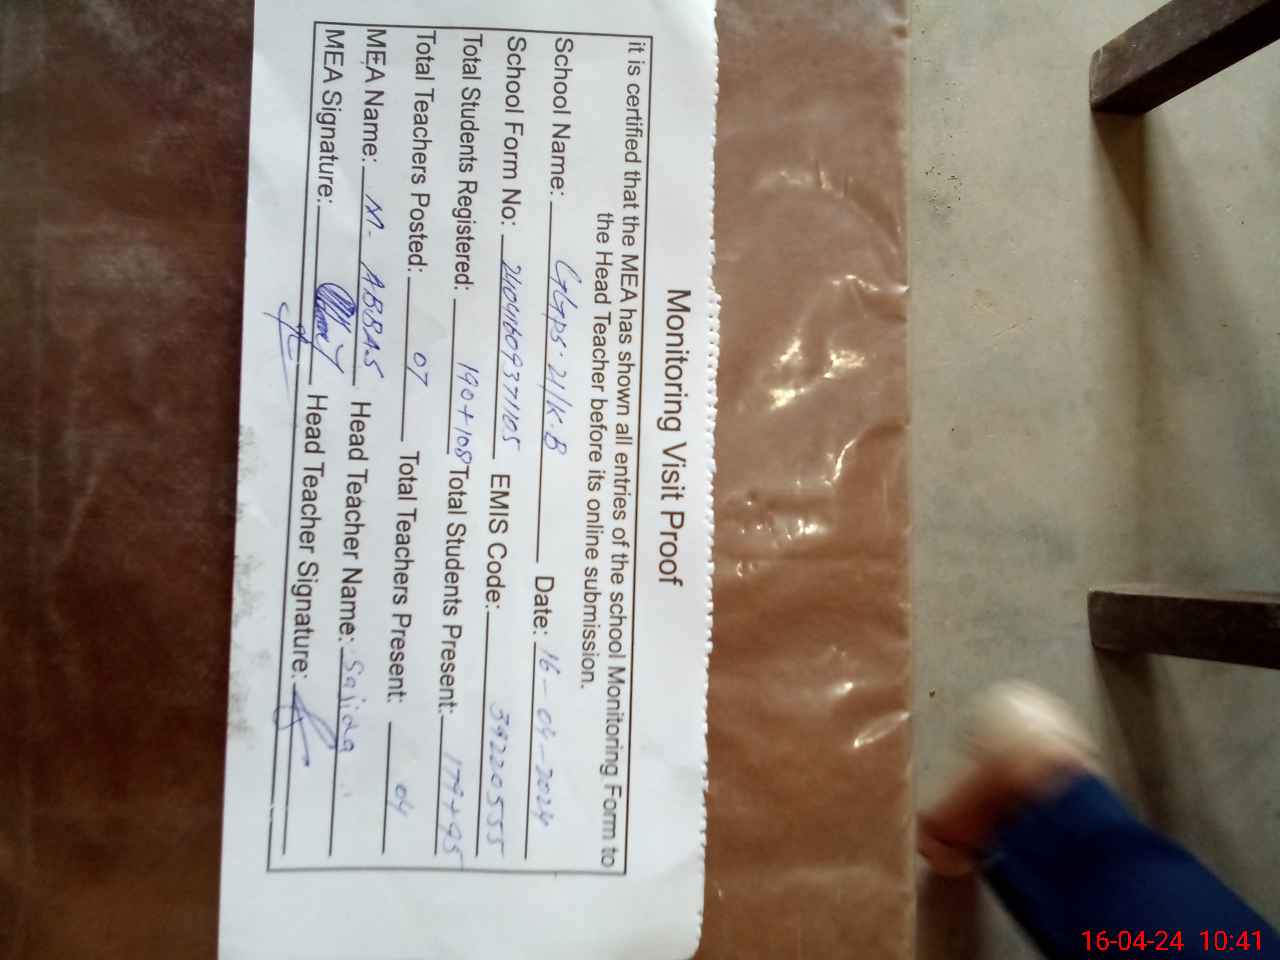 Monitoring Visit Proof
it is certified that the MEA has shown all entries of the school Monitoring Form to
the Head Teacher before its online submission.
School Name: GGPS. 21/K.B Date: 16-04-2024
School Form No: EMIS Code: 39220555
Total Students Registered: 190+108 Total Students Present: 179+95
Total Teachers Posted: 07 Total Teachers Present: 04
MEA Name: M. ABBAS Head Teacher Name: Sajida
MEA Signature: Head Teacher Signature:
16-04-24 10:41